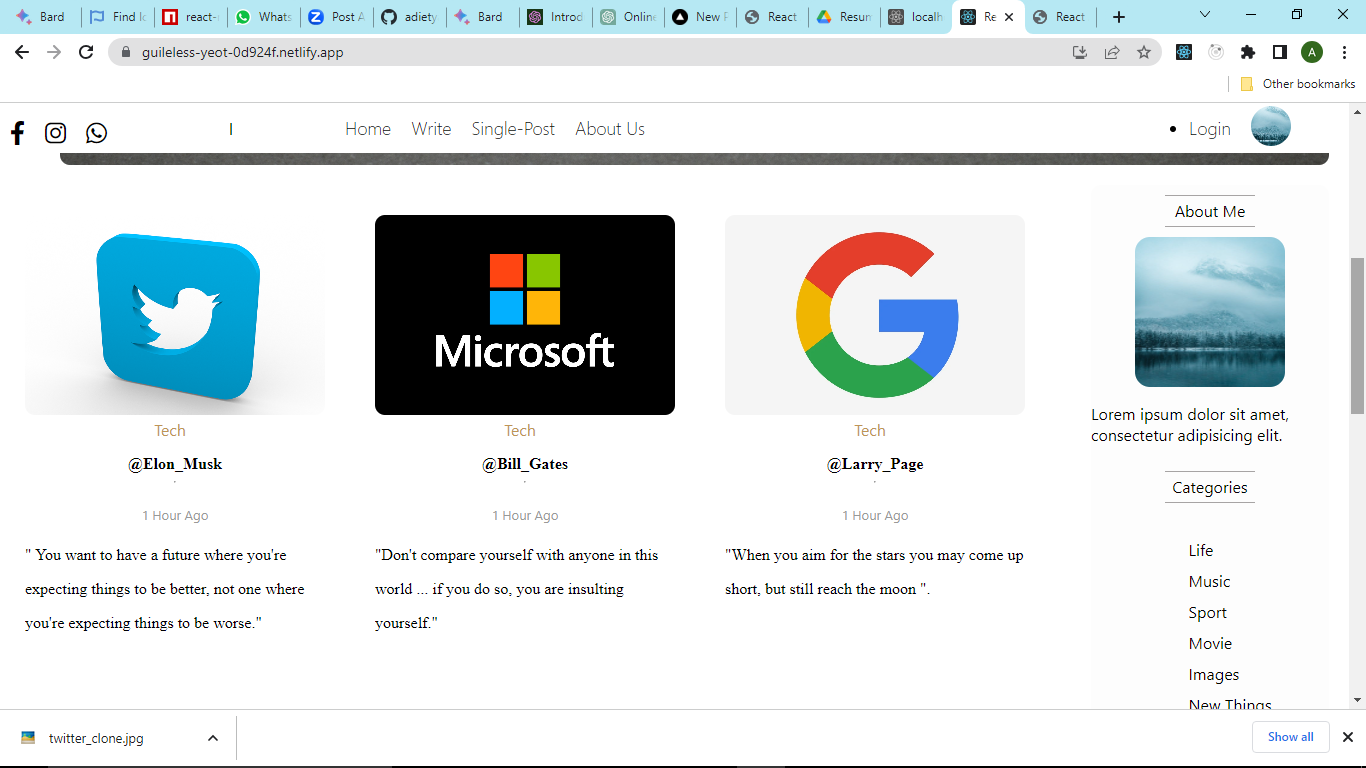 Bard
Find Ic
react-
Whats
Post A
adiety
Bard
Introd
Online
New P
React
Resum
localh
Re
React
guileless-yeot-0d924f.netlify.app
A
Other bookmarks
I
Home
Write
Single-Post
About Us
Login
Microsoft
Tech
@Elon_Musk
1 Hour Ago
" You want to have a future where you're
expecting things to be better, not one where
you're expecting things to be worse."
Tech
@Bill_Gates
1 Hour Ago
"Don't compare yourself with anyone in this
world ... if you do so, you are insulting
yourself."
Tech
@Larry_Page
1 Hour Ago
"When you aim for the stars you may come up
short, but still reach the moon ".
About Me
Lorem ipsum dolor sit amet,
consectetur adipisicing elit.
Categories
Life
Music
Sport
Movie
Images
New Things
twitter_clone.jpg
Show all